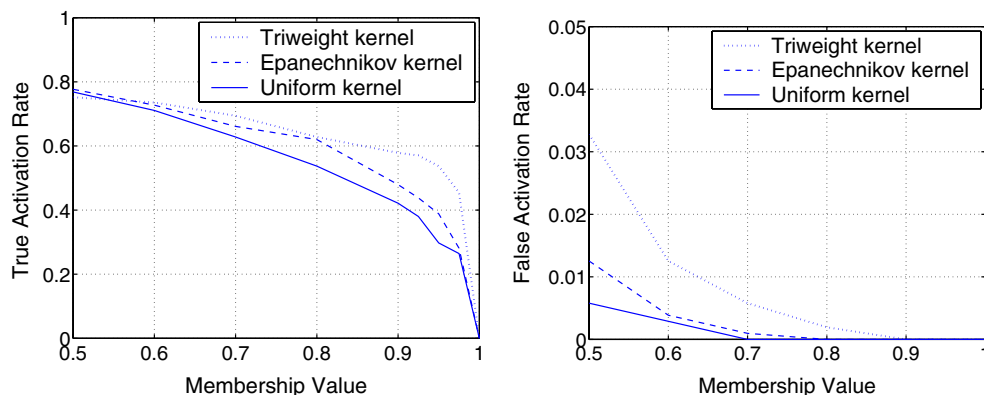 1
0.8
0.6
0.4
0.2
0
True Activation Rate
Triweight kernel
Epanechnikov kernel
Uniform kernel
0.5 0.6 0.7 0.8 0.9 1
Membership Value
0.05
0.04
0.03
0.02
0.01
0
False Activation Rate
Triweight kernel
Epanechnikov kernel
Uniform kernel
0.5 0.6 0.7 0.8 0.9 1
Membership Value